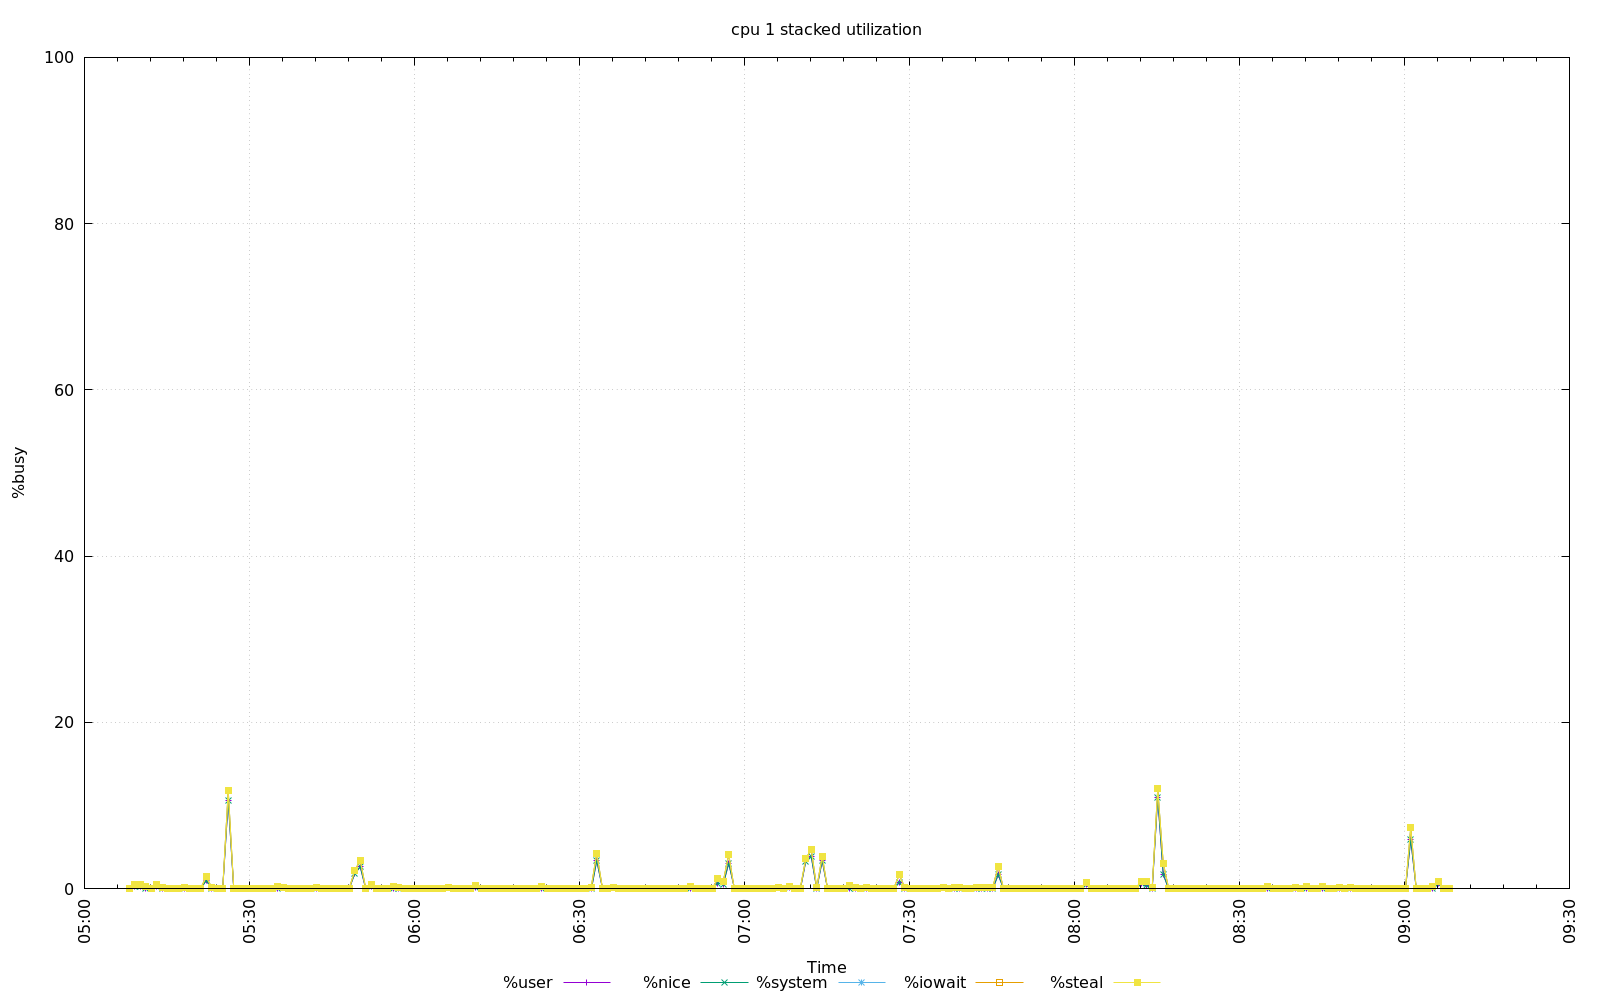 cpu 1 stacked utilization
100
80
60
40
20
0
%busy
05:00 05:30 06:00 06:30 07:00 07:30 08:00 08:30 09:00 09:30
Time
%user %nice %system %iowait %steal